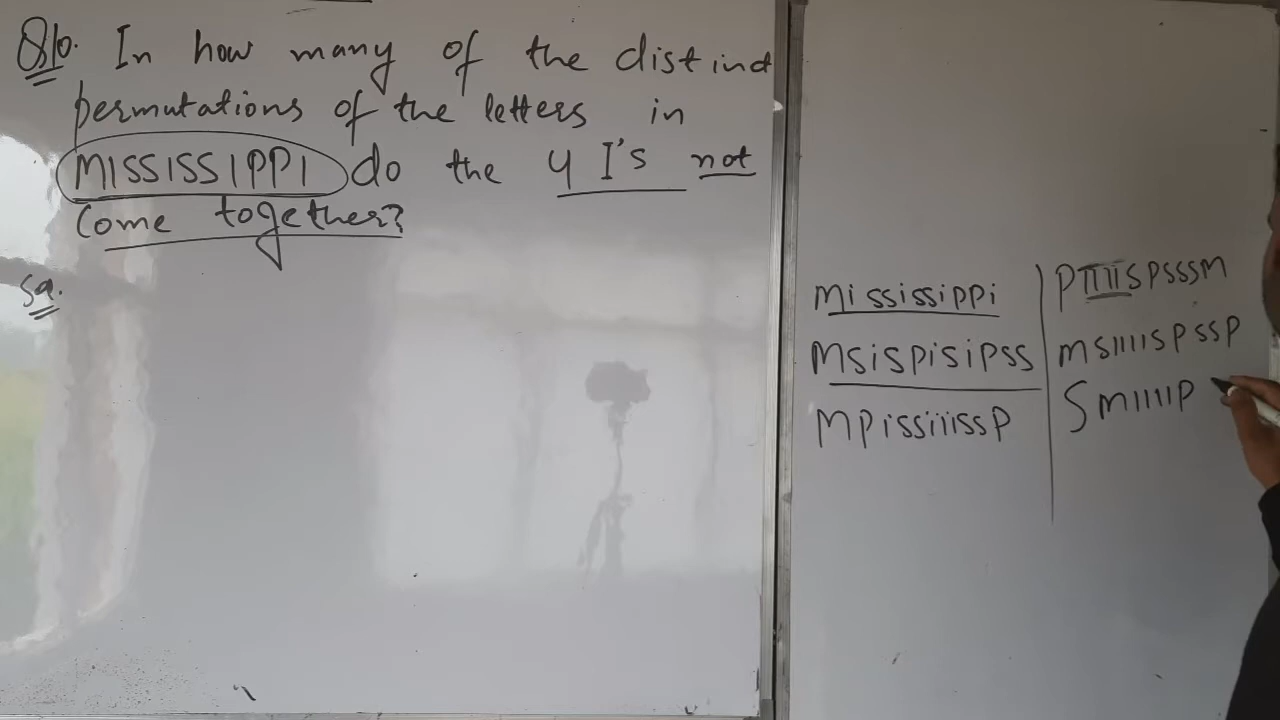 Q10. In how many of the distinct
permutations of the letters in
MISSISSIPPI do the 4 I's not
Come together?
Sol.
Mississippi
MSisPisiPSS
MPississiissP
PIIIISPSSSM
MSIIIISPSSP
SMIIIIP